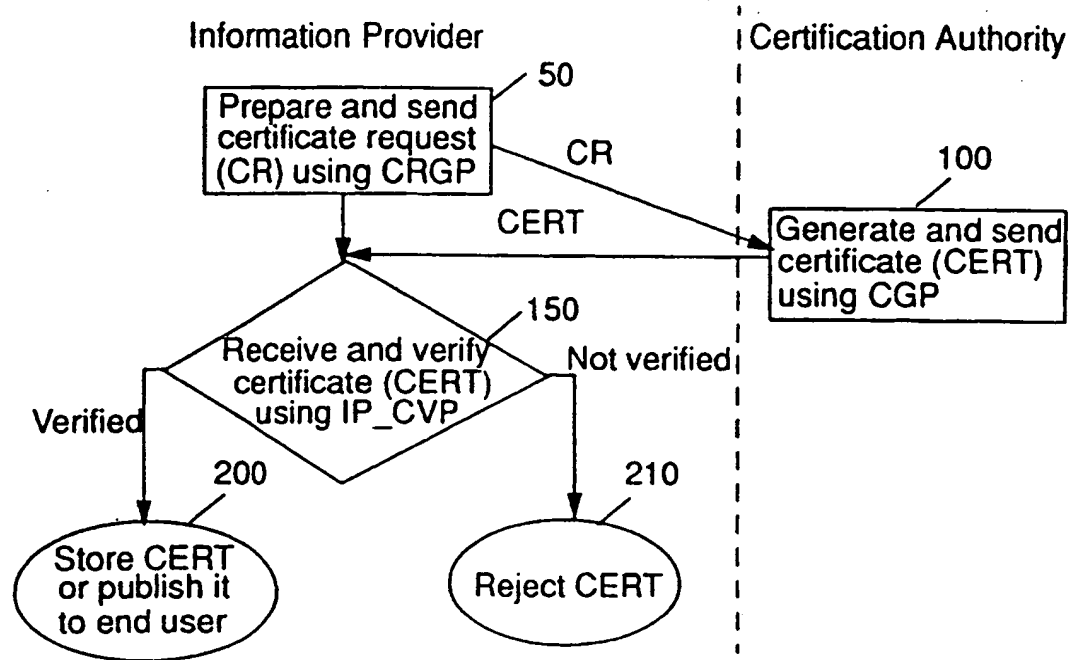 Information Provider
Certification Authority
50
Prepare and send
certificate request
(CR) using CRGP
CR
100
CERT
Generate and send
certificate (CERT)
using CGP
150
Receive and verify
certificate (CERT)
using IP_CVP
Not verified
Verified
200
210
Store CERT
or publish it
to end user
Reject CERT